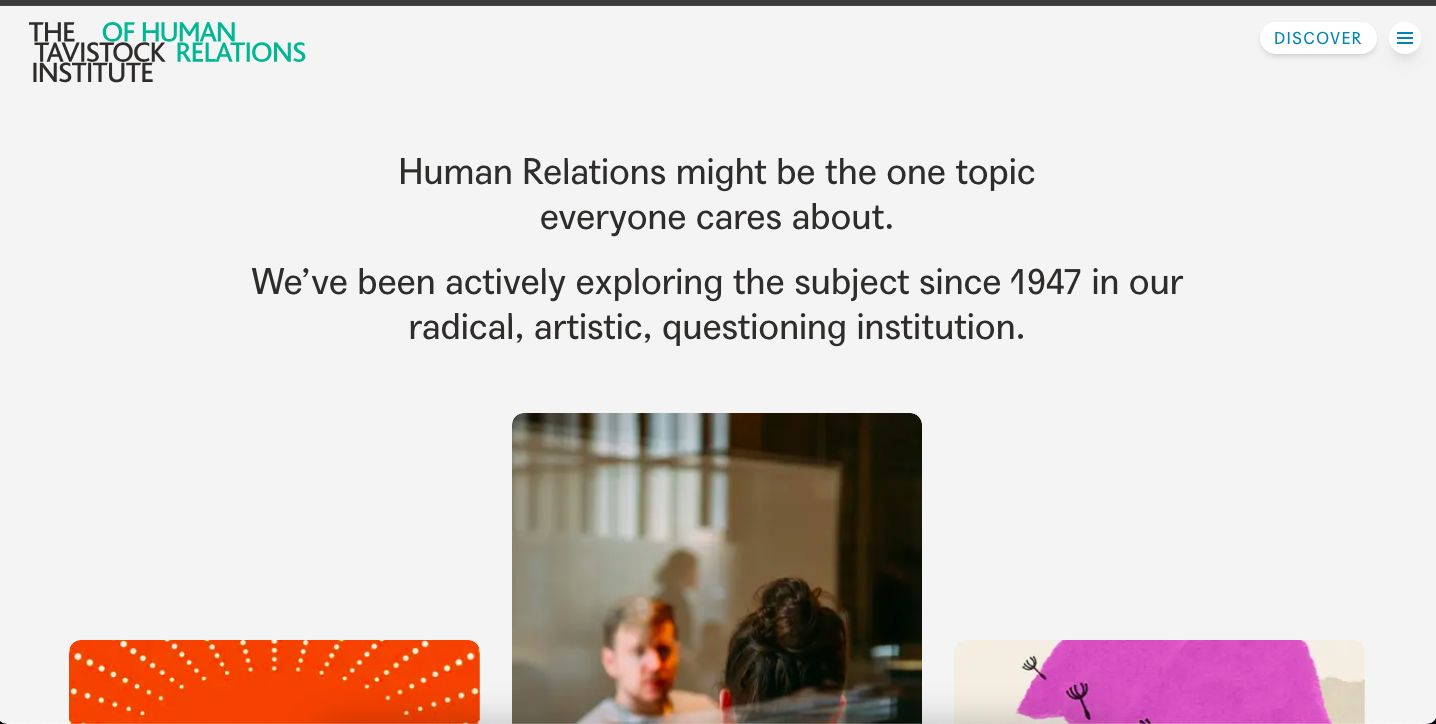 THE OF HUMAN
TAVISTOCK RELATIONS
INSTITUTE
DISCOVER
Human Relations might be the one topic
everyone cares about.
We’ve been actively exploring the subject since 1947 in our
radical, artistic, questioning institution.